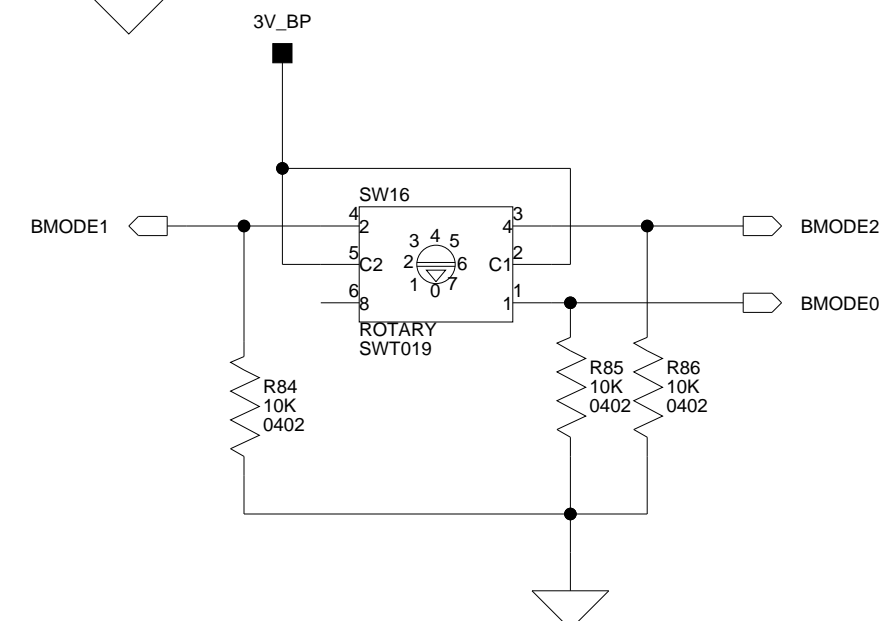 3V_BP
SW16
BMODE1
4
2
3
4
BMODE2
5
C2
C1
2
3 4 5
2 6
1 0 7
6
8
1
1
BMODE0
ROTARY
SWT019
R84
10K
0402
R85
10K
0402
R86
10K
0402